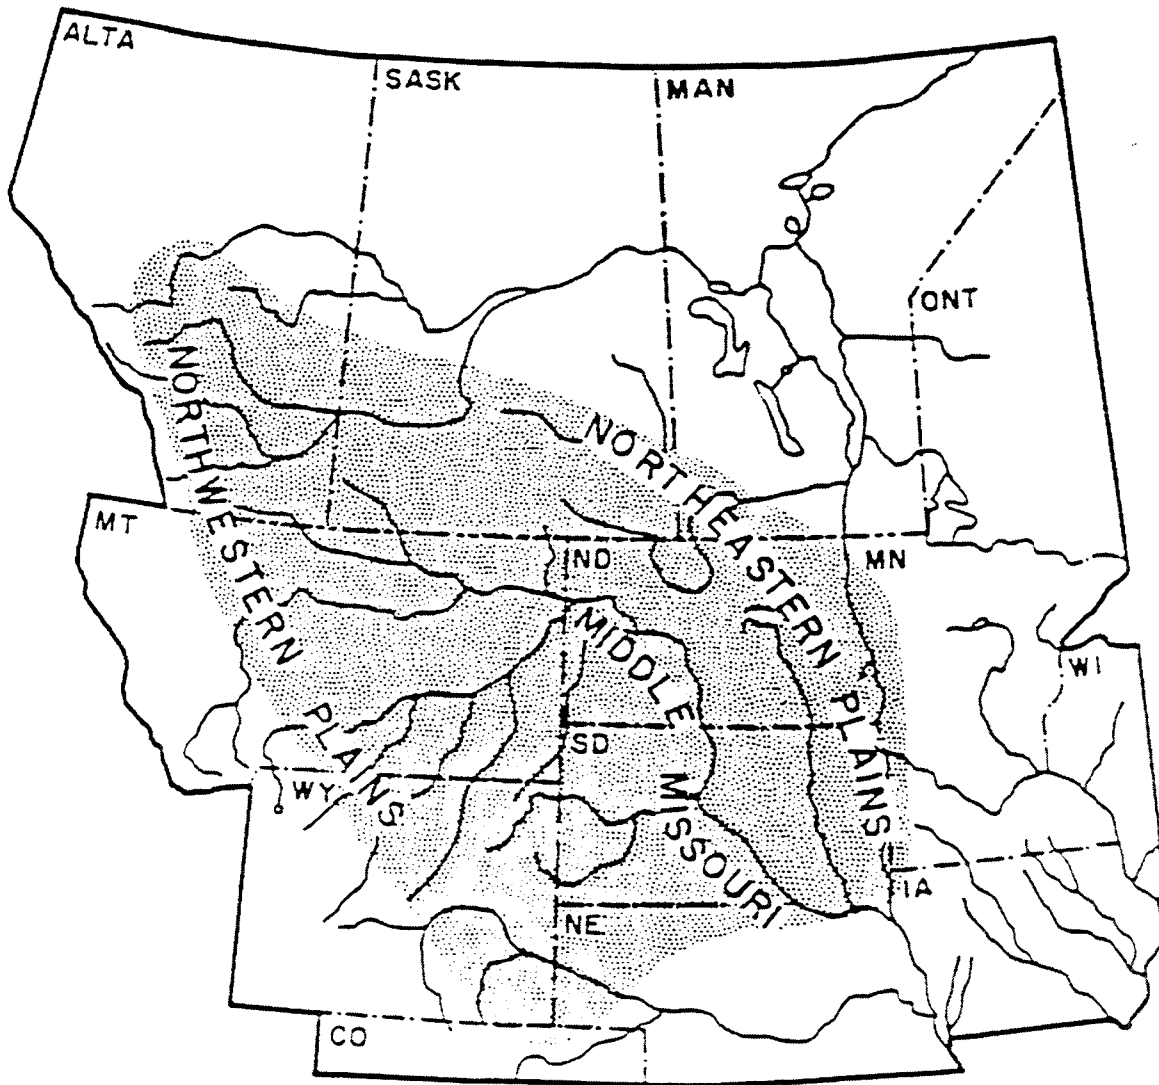 ALTA
SASK
MAN
ONT
NORTHWESTERN PLAINS
NORTHEASTERN PLAINS
MT
ND
MN
MIDDLE MISSOURI
WI
SD
WY
IA
NE
CO